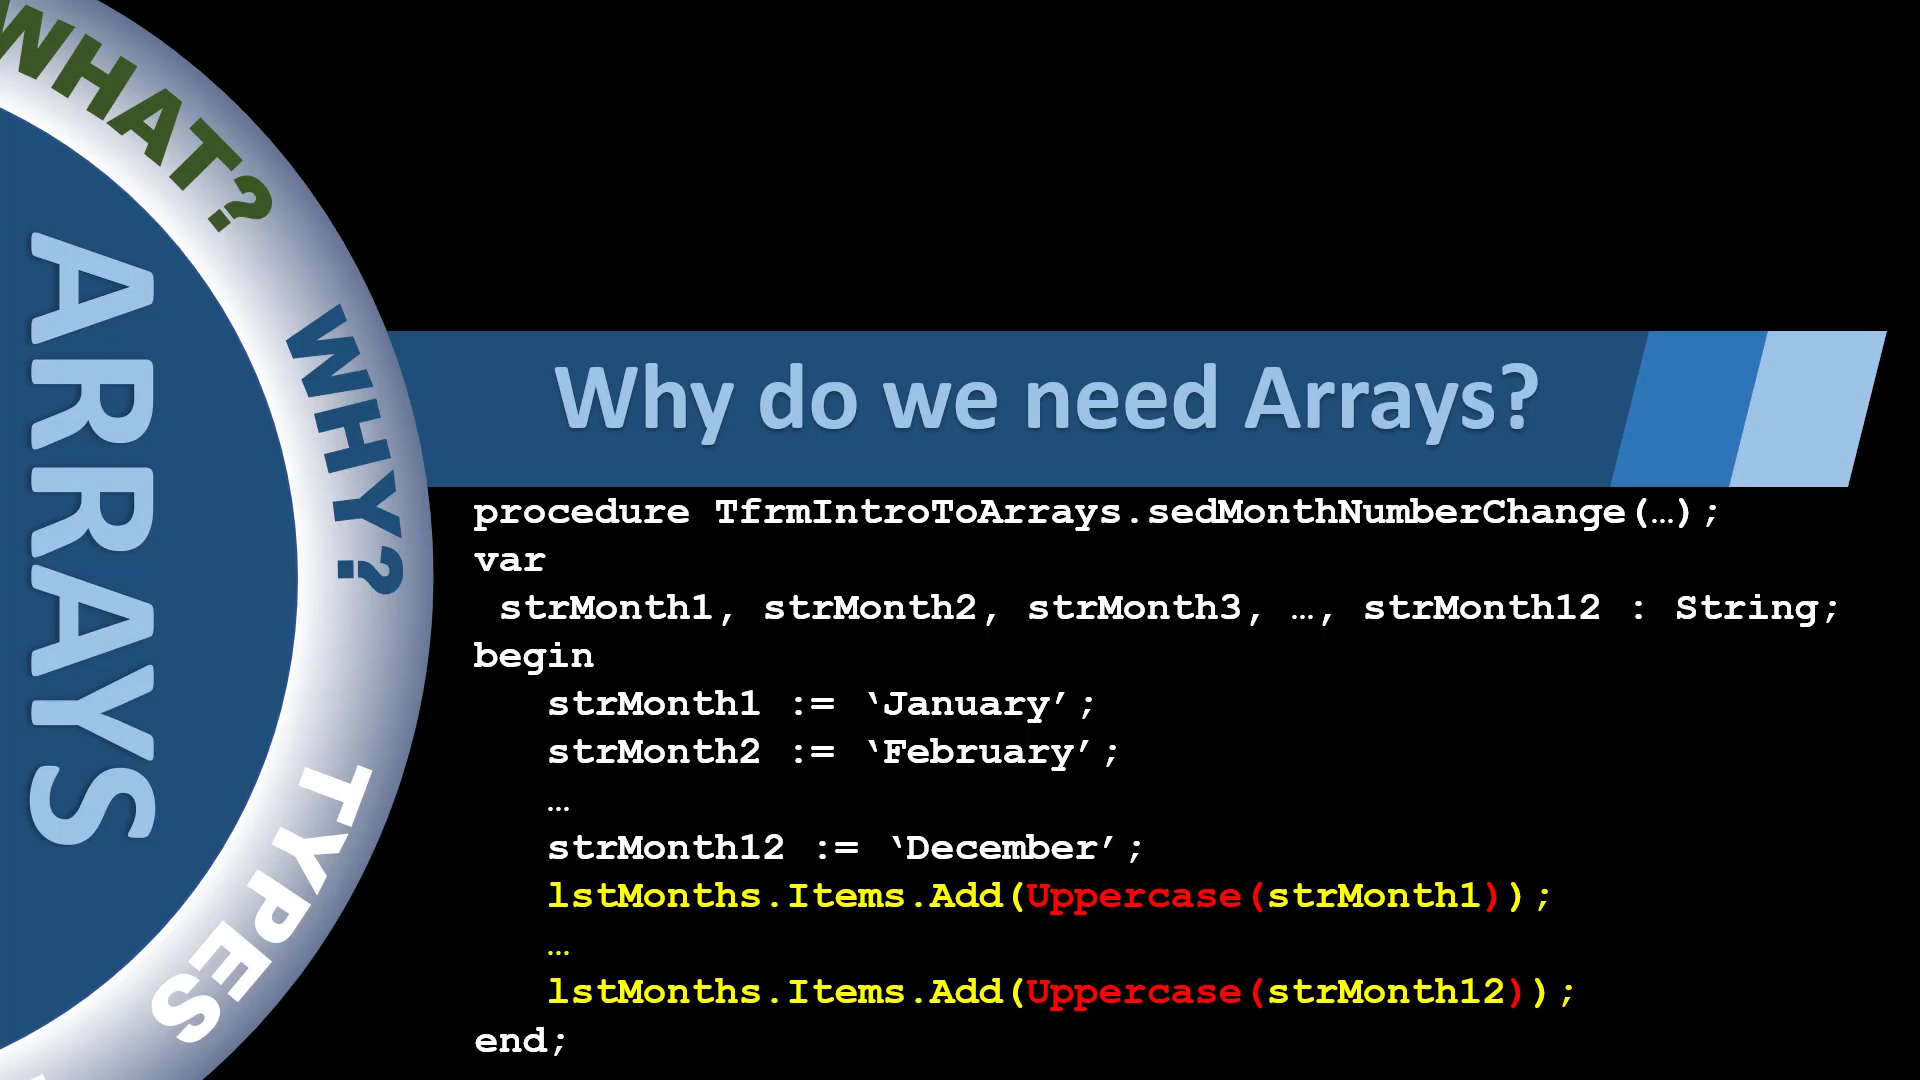 WHAT?
ARRAYS
WHY?
TYPES
Why do we need Arrays?
procedure TfrmIntroToArrays.sedMonthNumberChange(…);
var
strMonth1, strMonth2, strMonth3, …, strMonth12 : String;
begin
strMonth1 := ‘January’;
strMonth2 := ‘February’;
…
strMonth12 := ‘December’;
lstMonths.Items.Add(Uppercase(strMonth1));
…
lstMonths.Items.Add(Uppercase(strMonth12));
end;